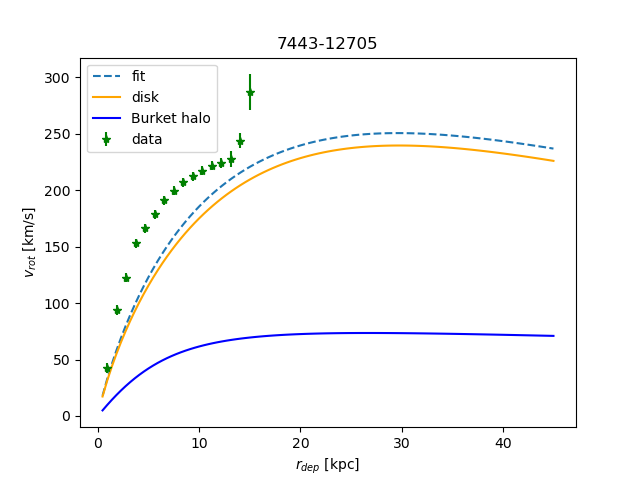 7443-12705
fit
disk
Burket halo
data
300
250
200
150
100
50
0
v_rot [km/s]
0 10 20 30 40
r_dep [kpc]